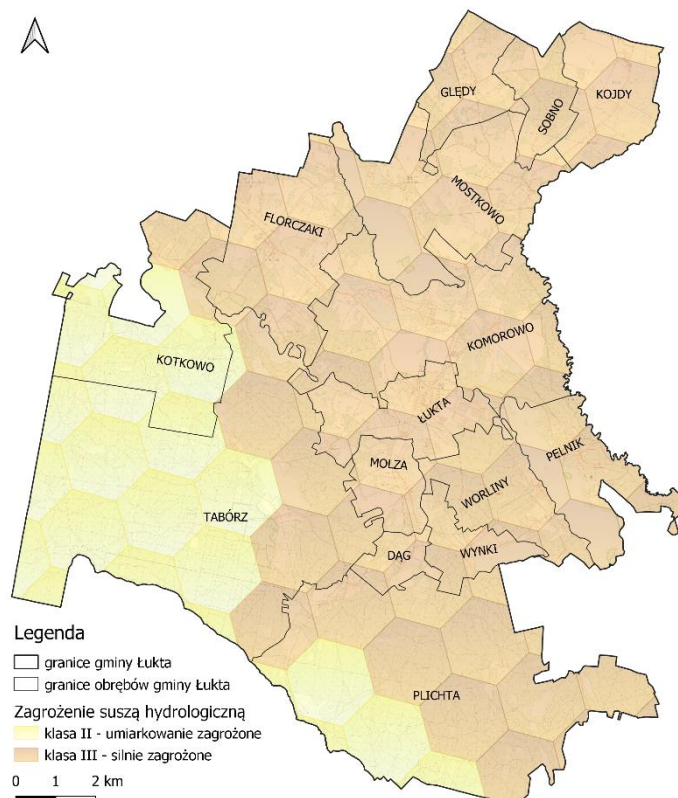 GLĘDY
SOBNO
KOJDY
MOSTKOWO
FLORCZAKI
KOTKOWO
KOMOROWO
ŁUKTA
MOŁZA
PELNIK
WORLINY
TABÓRZ
DĄG
WYNKI
PLICHTA
Legenda
granice gminy Łukta
granice obrębów gminy Łukta
Zagrożenie suszą hydrologiczną
klasa II - umiarkowanie zagrożone
klasa III - silnie zagrożone
0 1 2 km